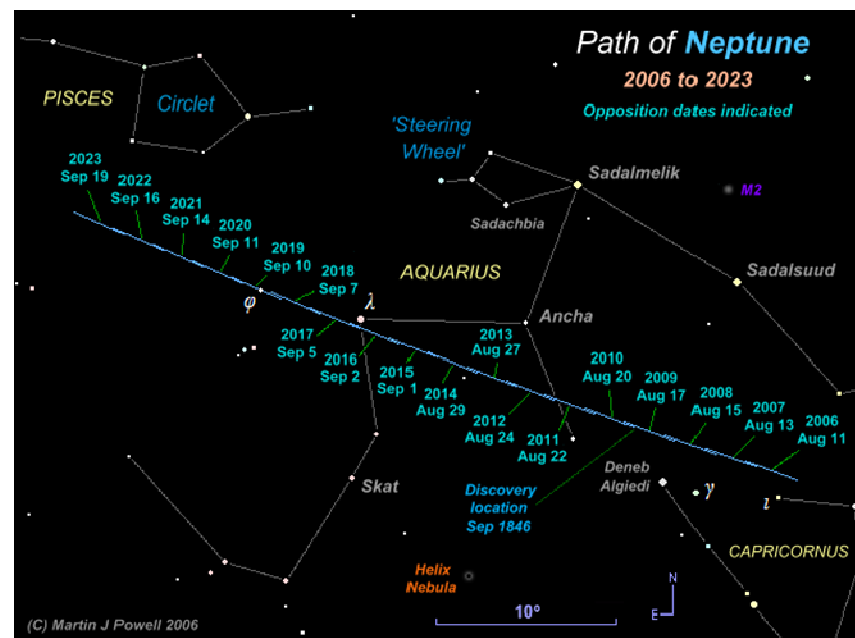 Path of Neptune
2006 to 2023
Opposition dates indicated
PISCES
Circlet
'Steering
Wheel'
Sadalmelik
M2
Sadachbia
2023
Sep 19
2022
Sep 16
2021
Sep 14
2020
Sep 11
2019
Sep 10
2018
Sep 7
AQUARIUS
Sadalsuud
φ
λ
Ancha
2017
Sep 5
2016
Sep 2
2015
Sep 1
2014
Aug 29
2013
Aug 27
2012
Aug 24
2011
Aug 22
2010
Aug 20
2009
Aug 17
2008
Aug 15
2007
Aug 13
2006
Aug 11
Skat
Discovery
location
Sep 1846
Deneb
Algiedi
γ
ι
CAPRICORNUS
Helix
Nebula
10º
N
E
(C) Martin J Powell 2006